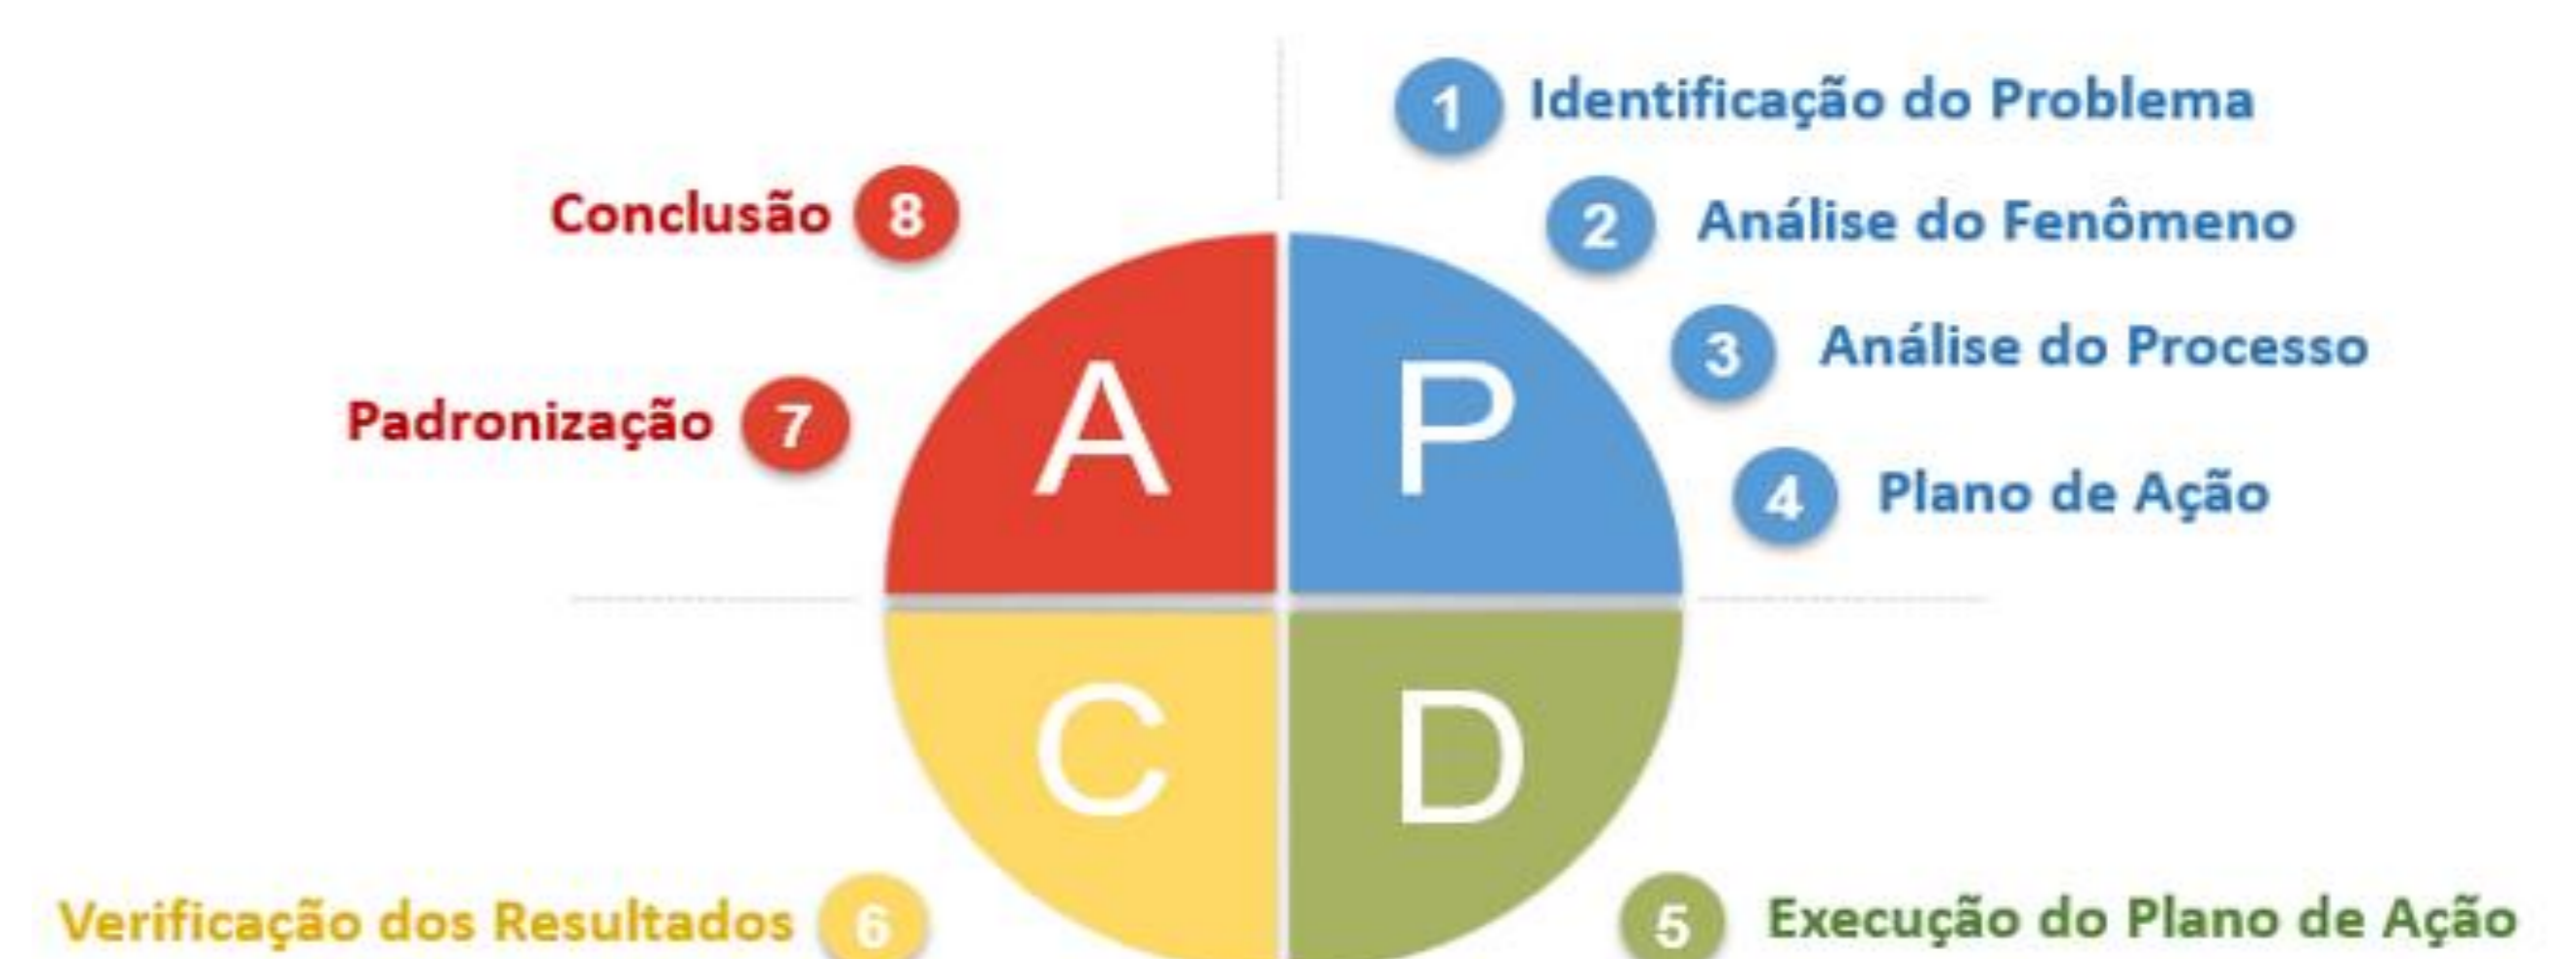 1 Identificação do Problema
Conclusão 8
2 Análise do Fenômeno
3 Análise do Processo
A P
Padronização 7
4 Plano de Ação
C D
Verificação dos Resultados 6
5 Execução do Plano de Ação